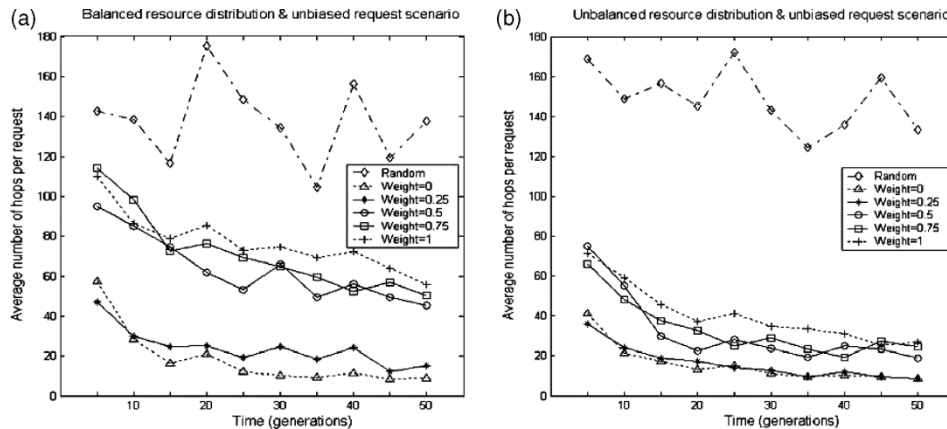 (a)
Balanced resource distribution & unbiased request scenario
180
160
140
120
100
80
60
40
20
0
Average number of hops per request
Random
Weight=0
Weight=0.25
Weight=0.5
Weight=0.75
Weight=1
10 20 30 40 50
Time (generations)
(b)
Unbalanced resource distribution & unbiased request scenario
180
160
140
120
100
80
60
40
20
0
Average number of hops per request
Random
Weight=0
Weight=0.25
Weight=0.5
Weight=0.75
Weight=1
10 20 30 40 50
Time (generations)